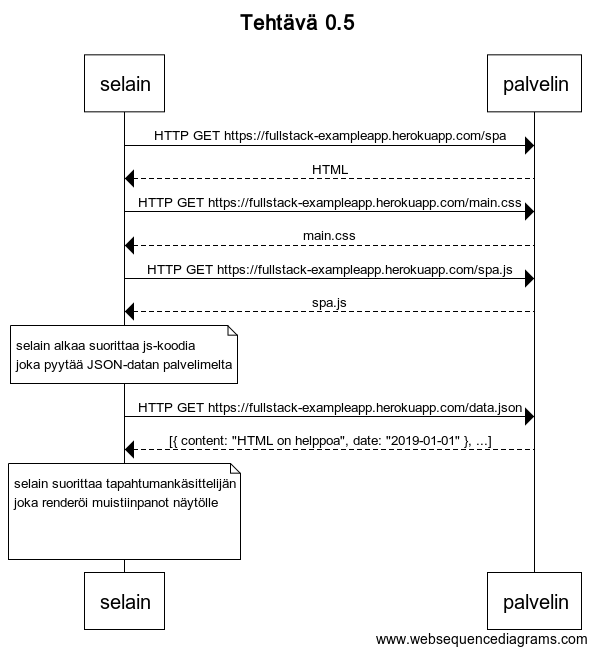 Tehtävä 0.5
selain
palvelin
HTTP GET https://fullstack-exampleapp.herokuapp.com/spa
HTML
HTTP GET https://fullstack-exampleapp.herokuapp.com/main.css
main.css
HTTP GET https://fullstack-exampleapp.herokuapp.com/spa.js
spa.js
selain alkaa suorittaa js-koodia
joka pyytää JSON-datan palvelimelta
HTTP GET https://fullstack-exampleapp.herokuapp.com/data.json
[{ content: "HTML on helppoa", date: "2019-01-01" }, ...]
selain suorittaa tapahtumankäsittelijän
joka renderöi muistiinpanot näytölle
selain
palvelin
www.websequencediagrams.com